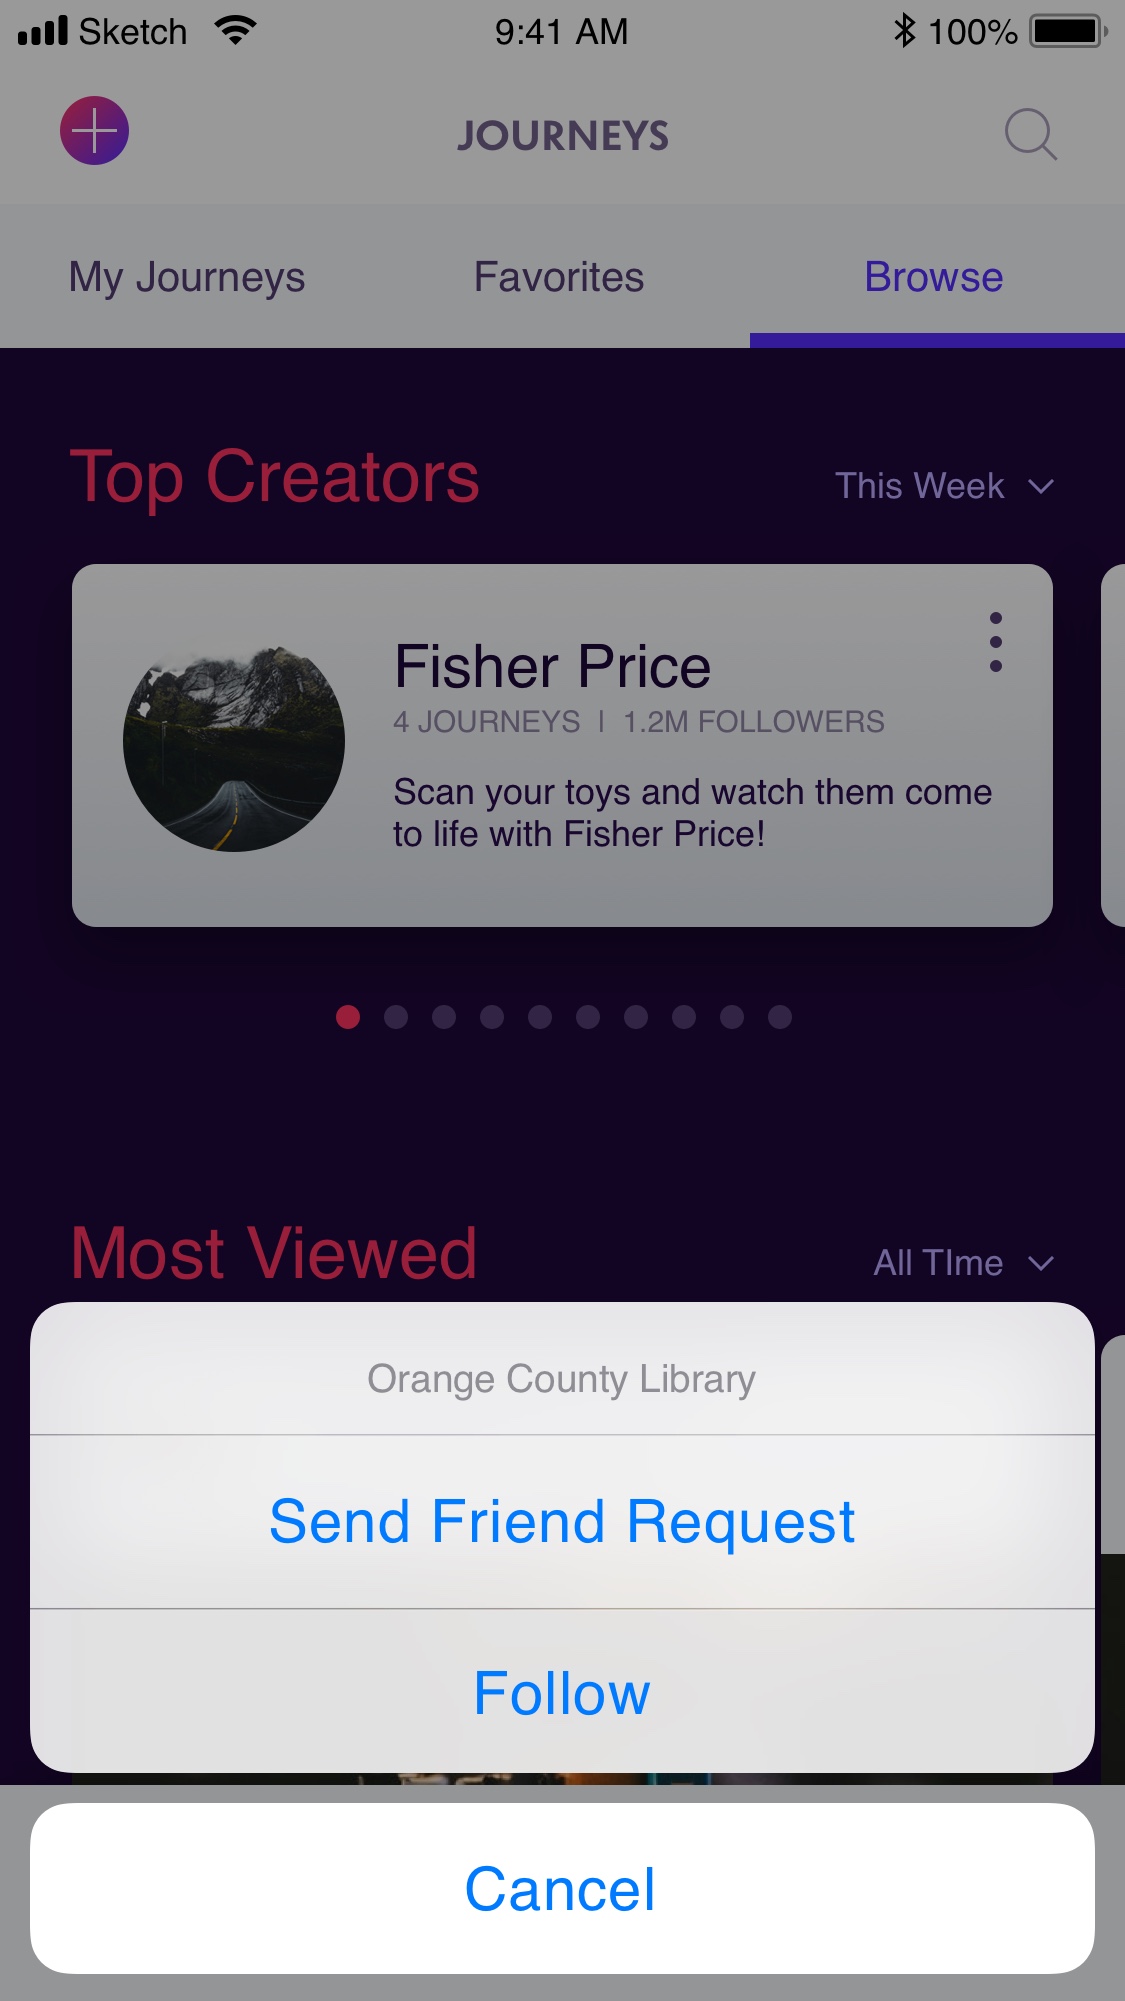 Sketch 9:41 AM 100%
JOURNEYS
My Journeys Favorites Browse
Top Creators This Week
Fisher Price
4 JOURNEYS | 1.2M FOLLOWERS
Scan your toys and watch them come
to life with Fisher Price!
Most Viewed All TIme
Orange County Library
Send Friend Request
Follow
Cancel